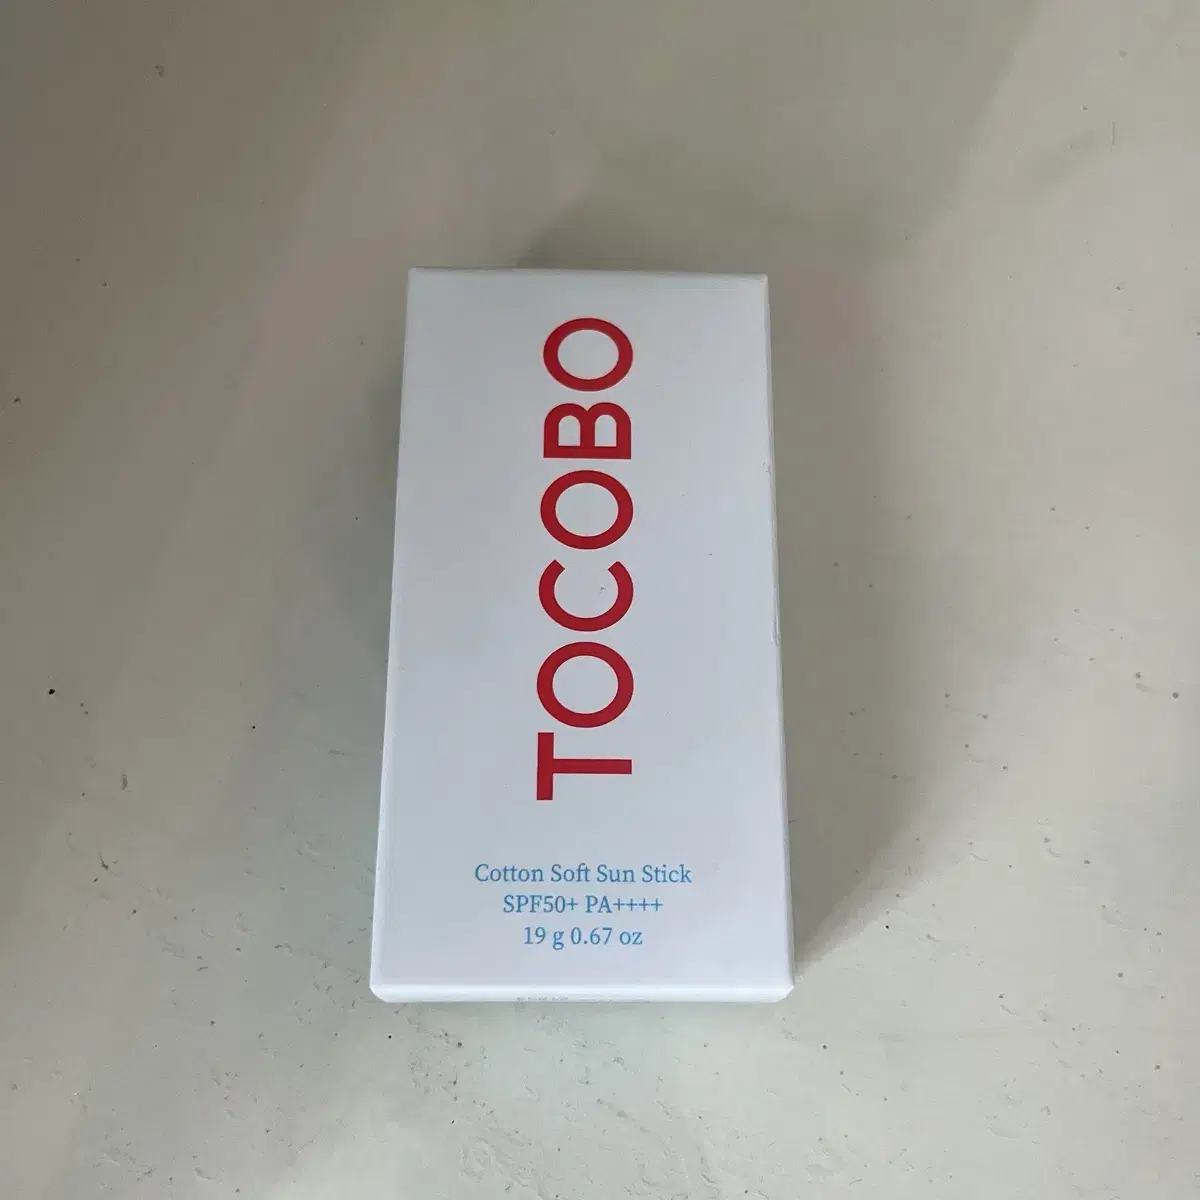 TOCOBO
Cotton Soft Sun Stick
SPF50+ PA++++
19 g 0.67 oz